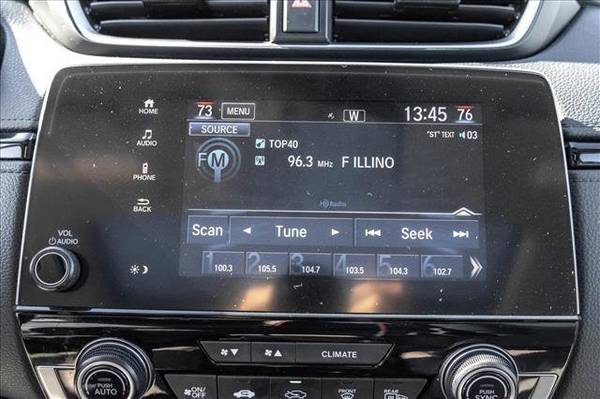 HOME
AUDIO
PHONE
BACK
VOL
AUDIO
73 MENU W 13:45 76
SOURCE "ST" TEXT 03
FM TOP40
96.3 MHz F ILLINO
HD Radio
Scan Tune Seek
1 100.3 2 105.5 3 104.7 4 103.5 5 104.3 6 102.7
CLIMATE
PUSH AUTO
ON/OFF
FRONT
REAR
PUSH SYNC